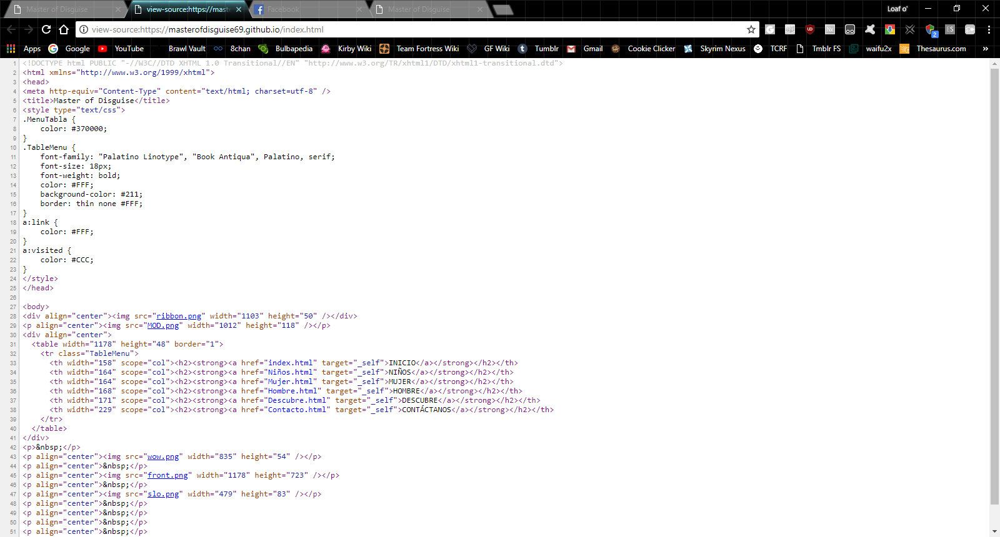 Master of Disguise
view-source:https://mast
Facebook
Master of Disguise
Loaf o'
view-source:https://masterofdisguise69.github.io/index.html
Apps Google YouTube Brawl Vault 8chan Bulbapedia Kirby Wiki Team Fortress Wiki GF Wiki Tumblr Gmail Cookie Clicker Skyrim Nexus TCRF Tmblr FS waifu2x Thesaurus.com »
1 <!DOCTYPE html PUBLIC "-//W3C//DTD XHTML 1.0 Transitional//EN" "http://www.w3.org/TR/xhtml1/DTD/xhtml1-transitional.dtd">
2 <html xmlns="http://www.w3.org/1999/xhtml">
3 <head>
4 <meta http-equiv="Content-Type" content="text/html; charset=utf-8" />
5 <title>Master of Disguise</title>
6 <style type="text/css">
7 .MenuTabla {
8     color: #370000;
9 }
10 .TableMenu {
11     font-family: "Palatino Linotype", "Book Antiqua", Palatino, serif;
12     font-size: 18px;
13     font-weight: bold;
14     color: #FFF;
15     background-color: #211;
16     border: thin none #FFF;
17 }
18 a:link {
19     color: #FFF;
20 }
21 a:visited {
22     color: #CCC;
23 }
24 </style>
25 </head>
26
27 <body>
28 <div align="center"><img src="ribbon.png" width="1103" height="50" /></div>
29 <p align="center"><img src="MOD.png" width="1012" height="118" /></p>
30 <div align="center">
31   <table width="1178" height="48" border="1">
32     <tr class="TableMenu">
33       <th width="158" scope="col"><h2><strong><a href="index.html" target="_self">INICIO</a></strong></h2></th>
34       <th width="164" scope="col"><h2><strong><a href="Niños.html" target="_self">NIÑOS</a></strong></h2></th>
35       <th width="164" scope="col"><h2><strong><a href="Mujer.html" target="_self">MUJER</a></strong></h2></th>
36       <th width="168" scope="col"><h2><strong><a href="Hombre.html" target="_self">HOMBRE</a></strong></h2></th>
37       <th width="171" scope="col"><h2><strong><a href="Descubre.html" target="_self">DESCUBRE</a></strong></h2></th>
38       <th width="229" scope="col"><h2><strong><a href="Contacto.html" target="_self">CONTÁCTANOS</a></strong></h2></th>
39     </tr>
40   </table>
41 </div>
42 <p>&nbsp;</p>
43 <p align="center"><img src="wow.png" width="835" height="54" /></p>
44 <p align="center">&nbsp;</p>
45 <p align="center"><img src="front.png" width="1178" height="723" /></p>
46 <p align="center">&nbsp;</p>
47 <p align="center"><img src="slo.png" width="479" height="83" /></p>
48 <p align="center">&nbsp;</p>
49 <p align="center">&nbsp;</p>
50 <p align="center">&nbsp;</p>
51 <p align="center">&nbsp;</p>